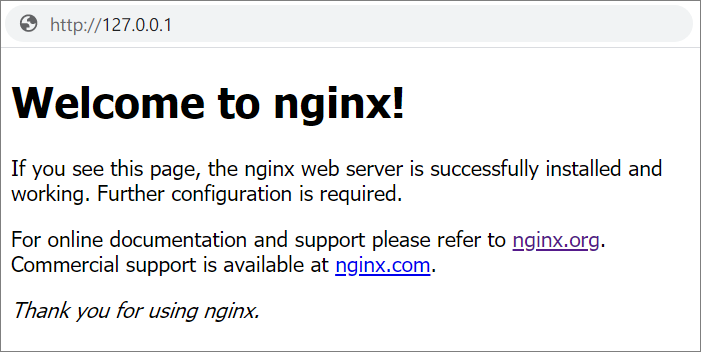 http://127.0.0.1
Welcome to nginx!
If you see this page, the nginx web server is successfully installed and
working. Further configuration is required.
For online documentation and support please refer to nginx.org.
Commercial support is available at nginx.com.
Thank you for using nginx.